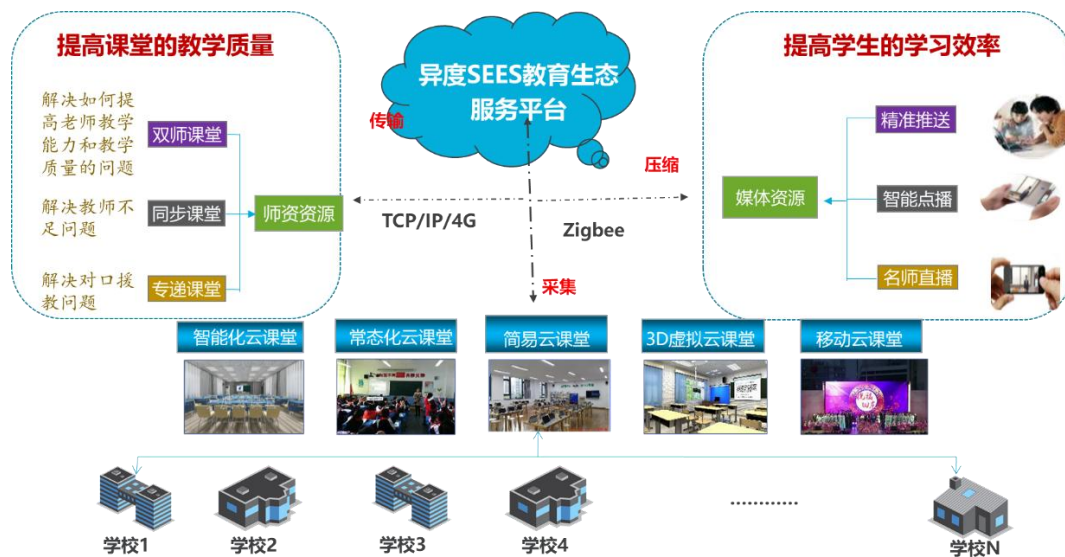 提高课堂的教学质量
解决如何提
高老师教学
能力和教学
质量的问题
双师课堂
解决教师不
足问题
同步课堂
师资资源
解决对口援
教问题
专递课堂
异度SEES教育生态
服务平台
传输
压缩
TCP/IP/4G
Zigbee
采集
提高学生的学习效率
精准推送
媒体资源
智能点播
名师直播
智能化云课堂
常态化云课堂
简易云课堂
3D虚拟云课堂
移动云课堂
学校1
学校2
学校3
学校4
............
学校N